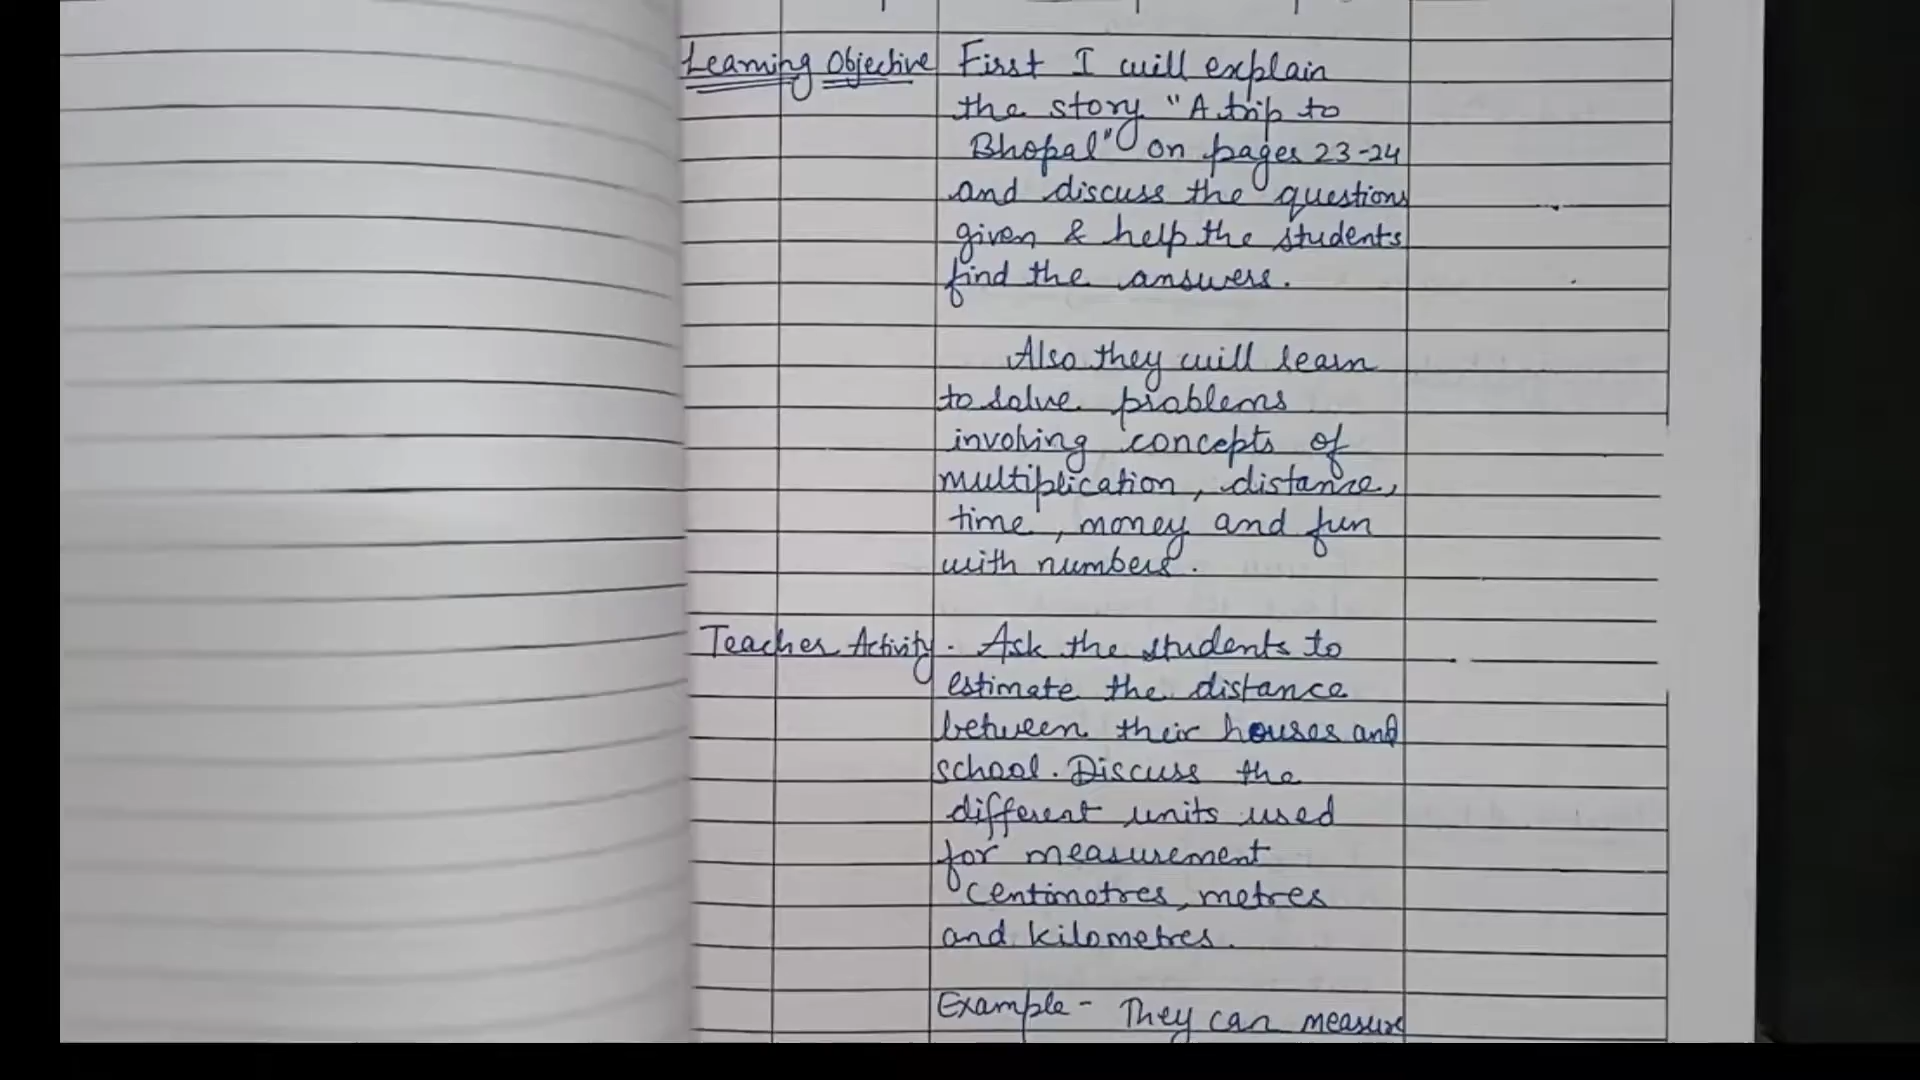 Learning Objective First I will explain
the story "A trip to
Bhopal" on pages 23-24
and discuss the questions
given & help the students
find the answers.
Also they will learn
to solve problems
involving concepts of
multiplication, distance,
time, money and fun
with numbers.
Teacher Activity. Ask the students to
estimate the distance
between their houses and
school. Discuss the
different units used
for measurement
centimetres, metres
and kilometres.
Example - They can measure